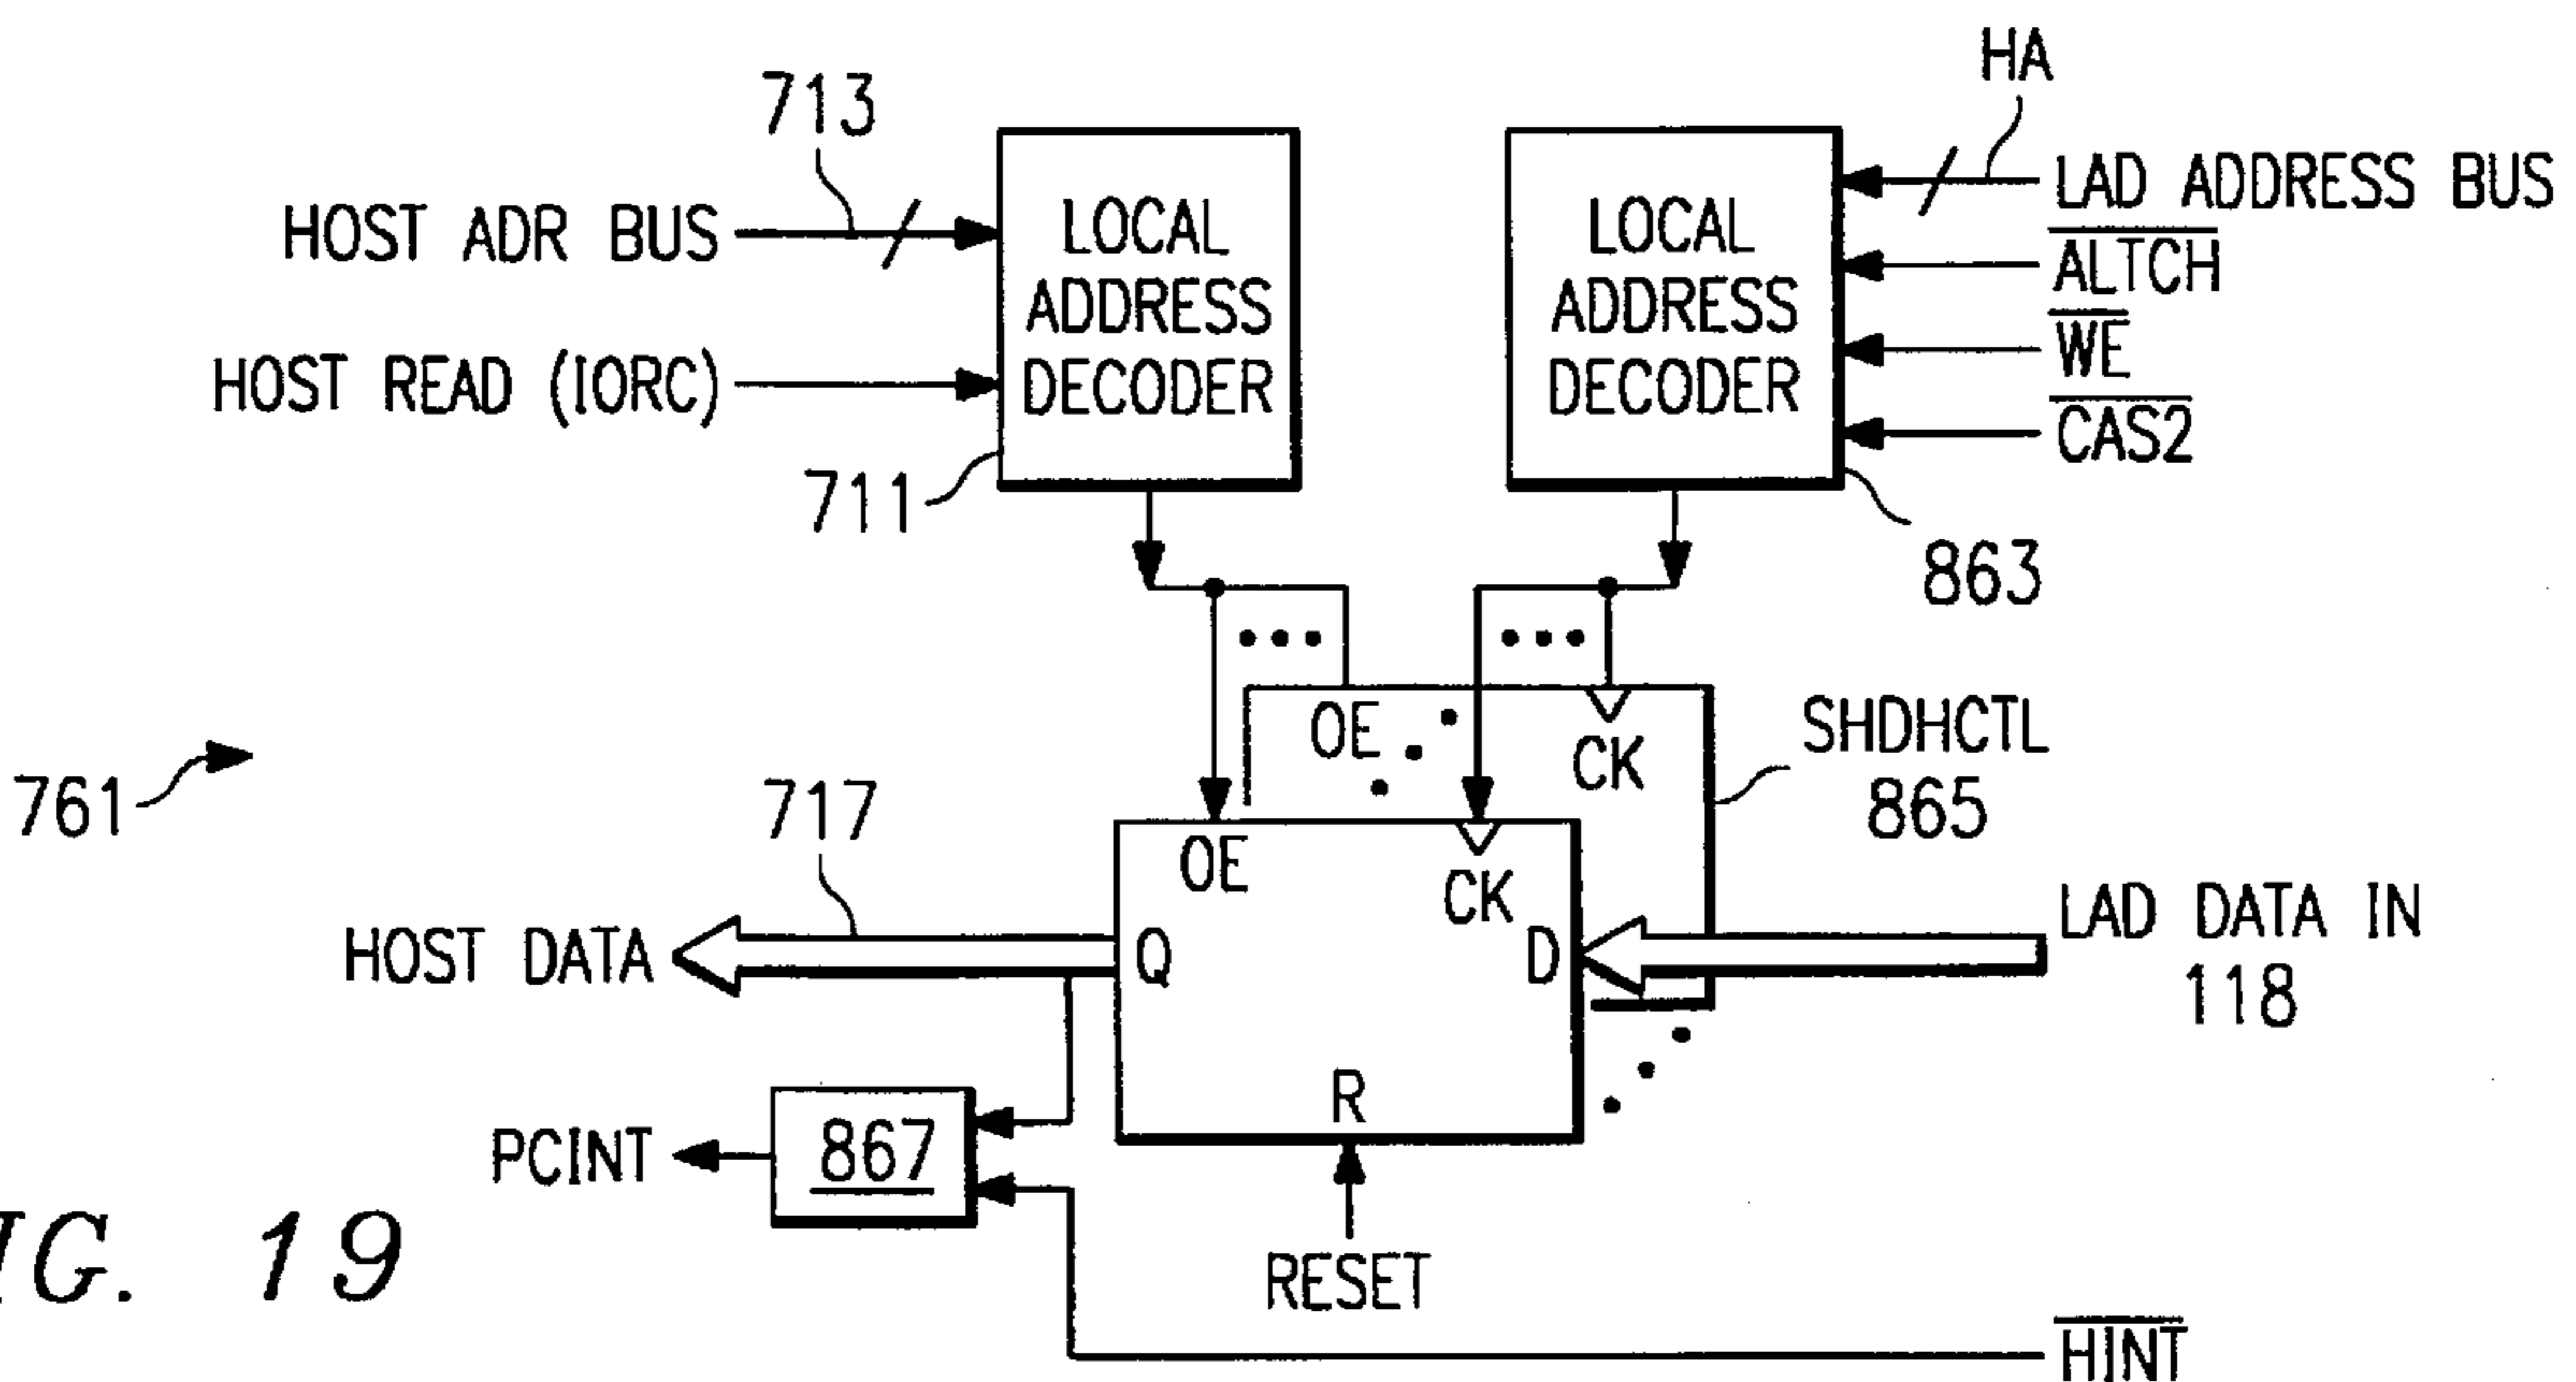 HA
713
HOST ADR BUS
HOST READ (IORC)
LOCAL
ADDRESS
DECODER
711
LOCAL
ADDRESS
DECODER
LAD ADDRESS BUS
ALTCH
WE
CAS2
863
OE
CK
SHDHCTL
865
761
717
OE
CK
HOST DATA
Q
D
LAD DATA IN
118
R
PCINT
867
RESET
HINT
IG. 19